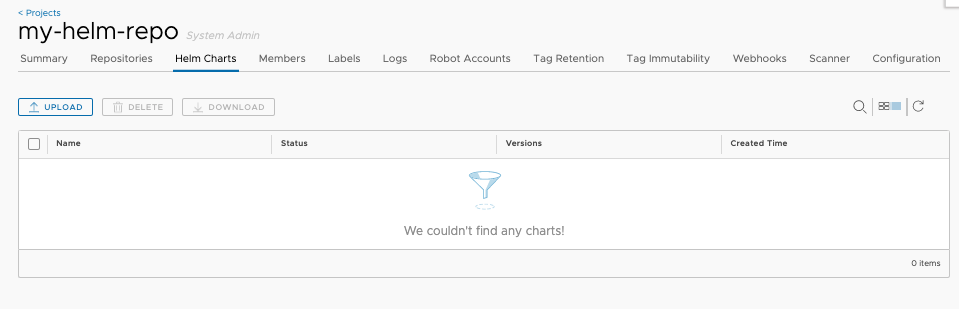 < Projects
my-helm-repo System Admin
Summary Repositories Helm Charts Members Labels Logs Robot Accounts Tag Retention Tag Immutability Webhooks Scanner Configuration
UPLOAD DELETE DOWNLOAD
Name Status Versions Created Time
We couldn't find any charts!
0 items